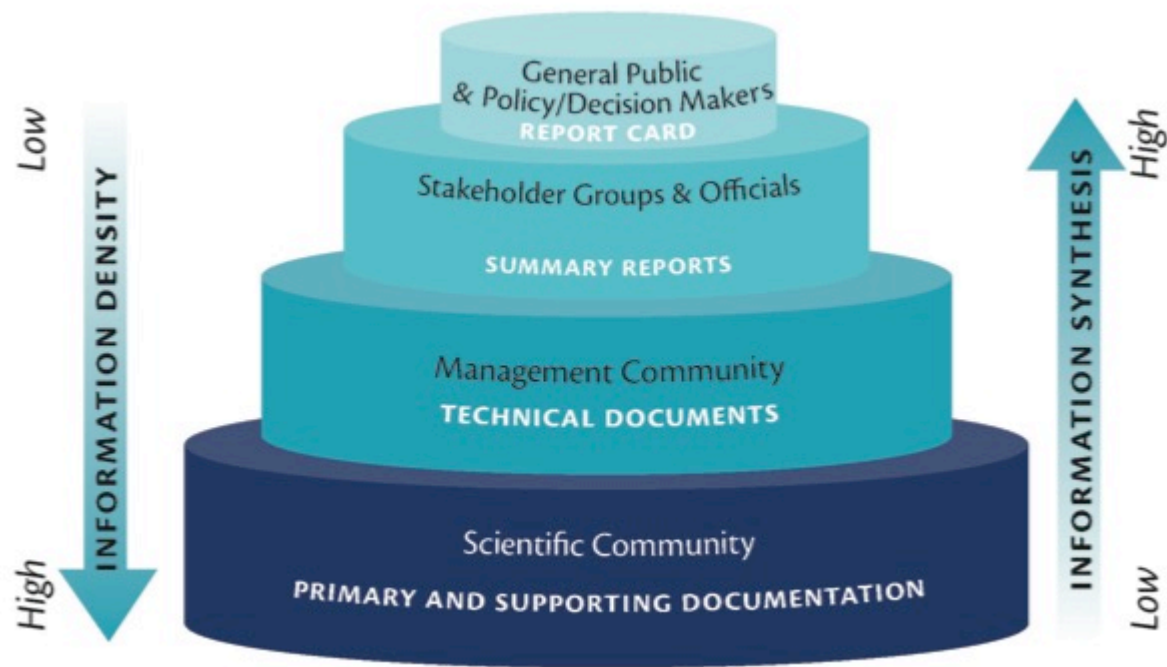 General Public
& Policy/Decision Makers
REPORT CARD
Stakeholder Groups & Officials
SUMMARY REPORTS
Management Community
TECHNICAL DOCUMENTS
Scientific Community
PRIMARY AND SUPPORTING DOCUMENTATION
Low
INFORMATION DENSITY
High
High
INFORMATION SYNTHESIS
Low